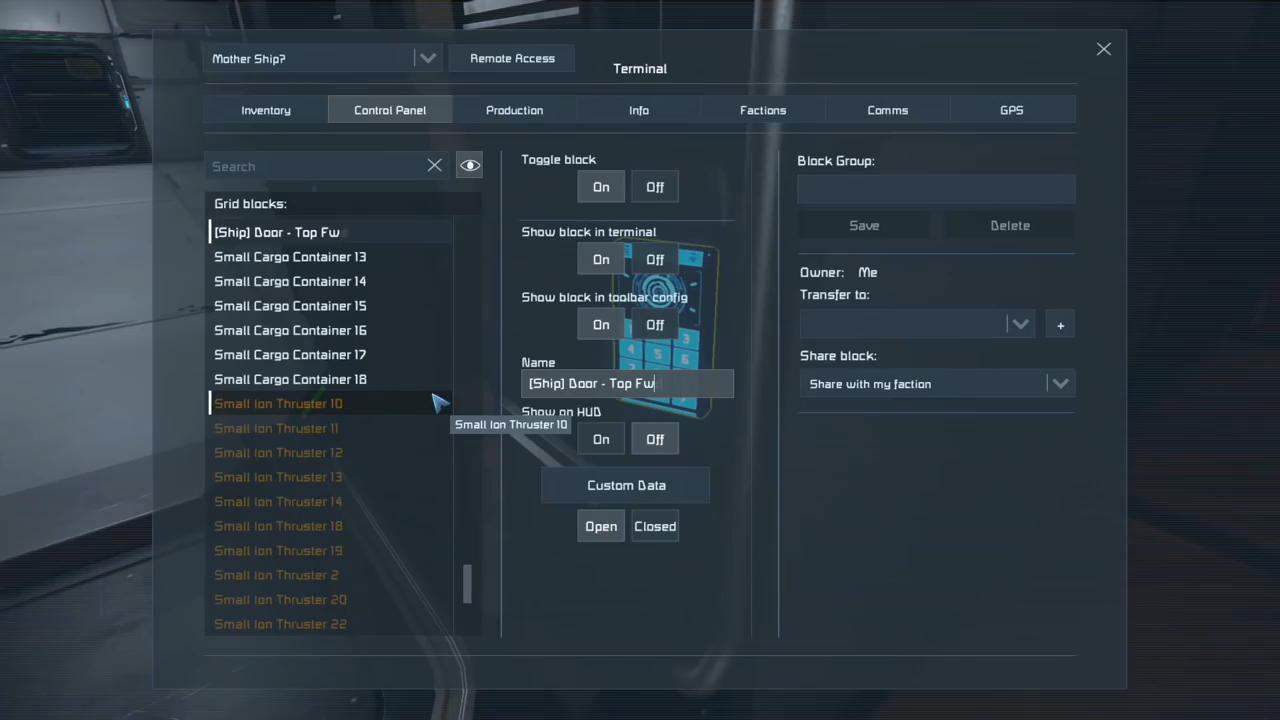 Mother Ship?
Remote Access
Terminal
Inventory
Control Panel
Production
Info
Factions
Comms
GPS
Search
Grid blocks:
[Ship] Door - Top Fw
Small Cargo Container 13
Small Cargo Container 14
Small Cargo Container 15
Small Cargo Container 16
Small Cargo Container 17
Small Cargo Container 18
Small Ion Thruster 10
Small Ion Thruster 11
Small Ion Thruster 12
Small Ion Thruster 13
Small Ion Thruster 14
Small Ion Thruster 18
Small Ion Thruster 19
Small Ion Thruster 2
Small Ion Thruster 20
Small Ion Thruster 22
Small Ion Thruster 10
Toggle block
On Off
Show block in terminal
On Off
Show block in toolbar config
On Off
Name
[Ship] Door - Top Fw
Show on HUD
On Off
Custom Data
Open Closed
3
4 5 6
Block Group:
Save Delete
Owner: Me
Transfer to:
+
Share block:
Share with my faction